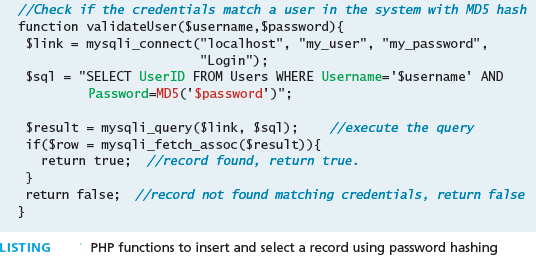 //Check if the credentials match a user in the system with MD5 hash
function validateUser($username,$password){
$link = mysqli_connect("localhost", "my_user", "my_password",
"Login");
$sql = "SELECT UserID FROM Users WHERE Username='$username' AND
Password=MD5('$password')";
$result = mysqli_query($link, $sql); //execute the query
if($row = mysqli_fetch_assoc($result)){
return true; //record found, return true.
}
return false; //record not found matching credentials, return false
}
LISTING PHP functions to insert and select a record using password hashing